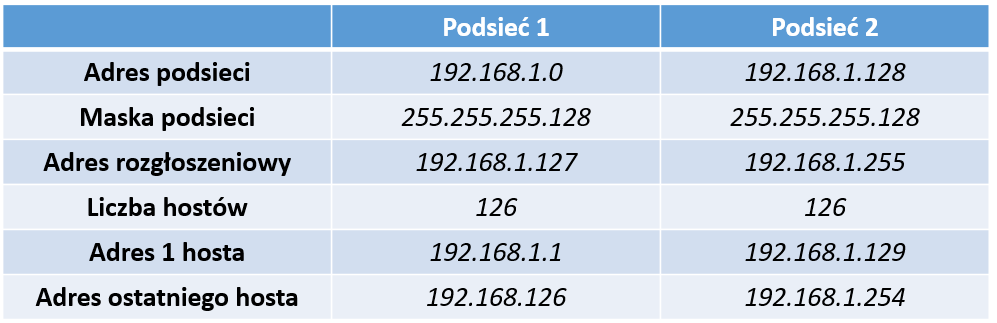 Podsieć 1 Podsieć 2
Adres podsieci 192.168.1.0 192.168.1.128
Maska podsieci 255.255.255.128 255.255.255.128
Adres rozgłoszeniowy 192.168.1.127 192.168.1.255
Liczba hostów 126 126
Adres 1 hosta 192.168.1.1 192.168.1.129
Adres ostatniego hosta 192.168.126 192.168.1.254